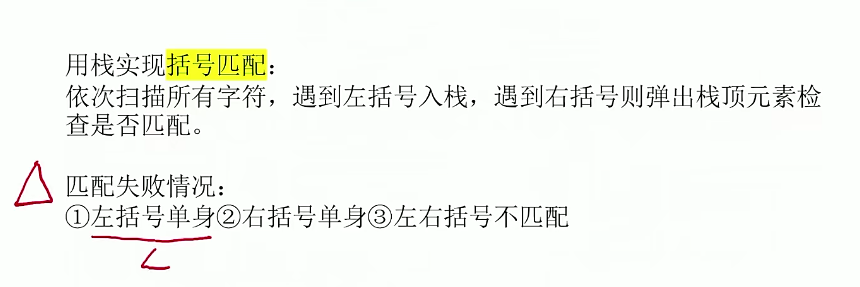 用栈实现括号匹配：
依次扫描所有字符，遇到左括号入栈，遇到右括号则弹出栈顶元素检
查是否匹配。
匹配失败情况：
①左括号单身②右括号单身③左右括号不匹配